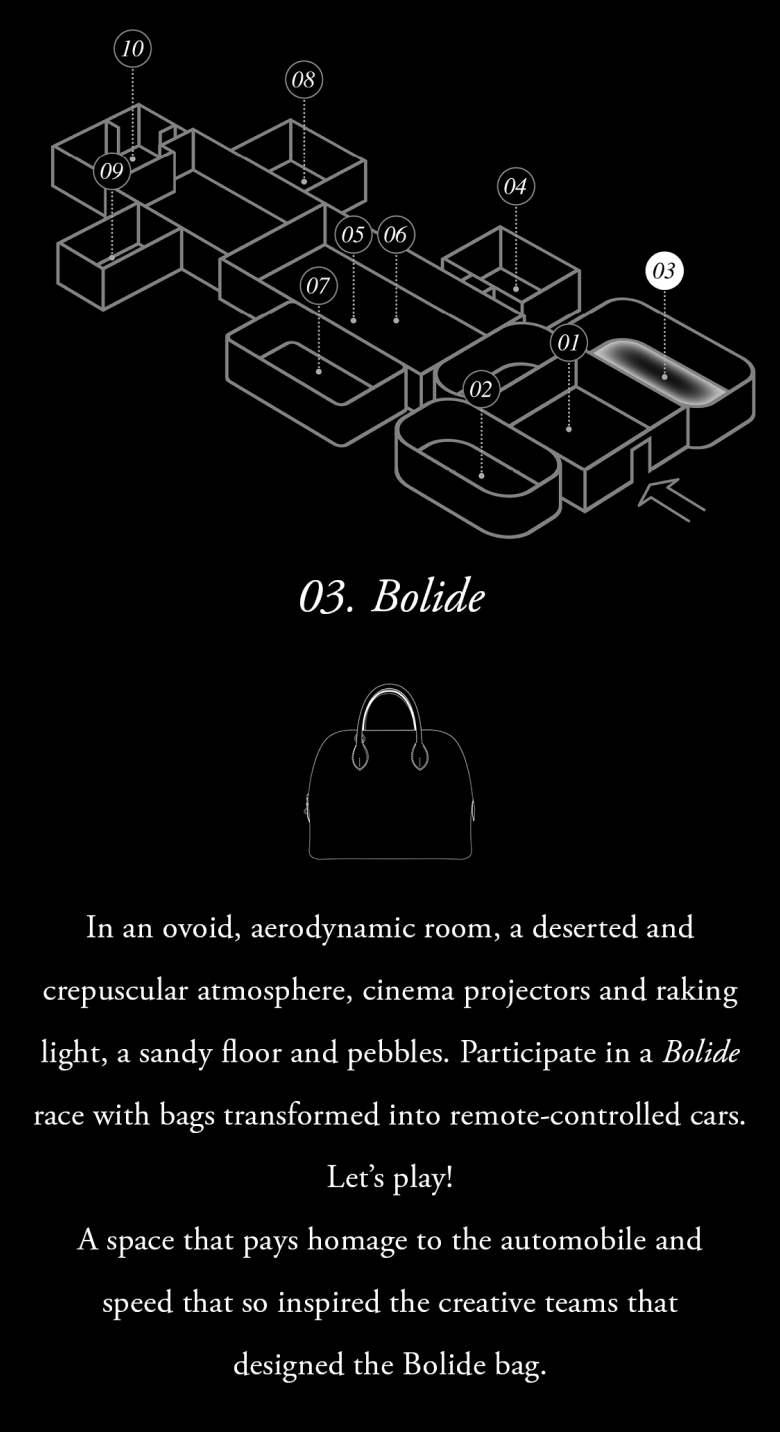 10
08
09
04
05 06
03
07
01
02
03. Bolide
In an ovoid, aerodynamic room, a deserted and
crepuscular atmosphere, cinema projectors and raking
light, a sandy floor and pebbles. Participate in a Bolide
race with bags transformed into remote-controlled cars.
Let’s play!
A space that pays homage to the automobile and
speed that so inspired the creative teams that
designed the Bolide bag.